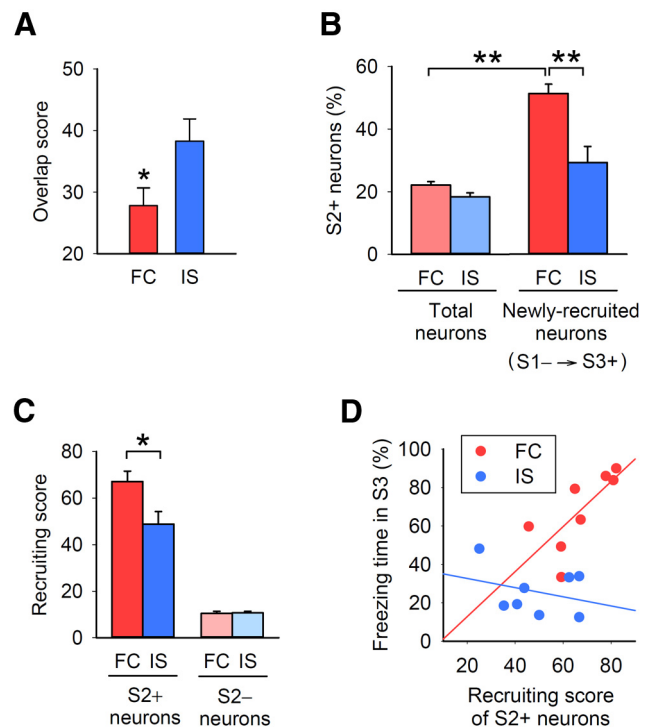 A
Overlap score
50
40
30
20
*
FC IS
B
S2+ neurons (%)
60
40
20
0
** **
FC IS FC IS
Total
neurons
Newly-recruited
neurons
(S1– → S3+)
C
Recruiting score
80
60
40
20
0
*
FC IS FC IS
S2+
neurons
S2–
neurons
D
Freezing time in S3 (%)
100
80
60
40
20
0
FC
IS
20 40 60 80
Recruiting score
of S2+ neurons